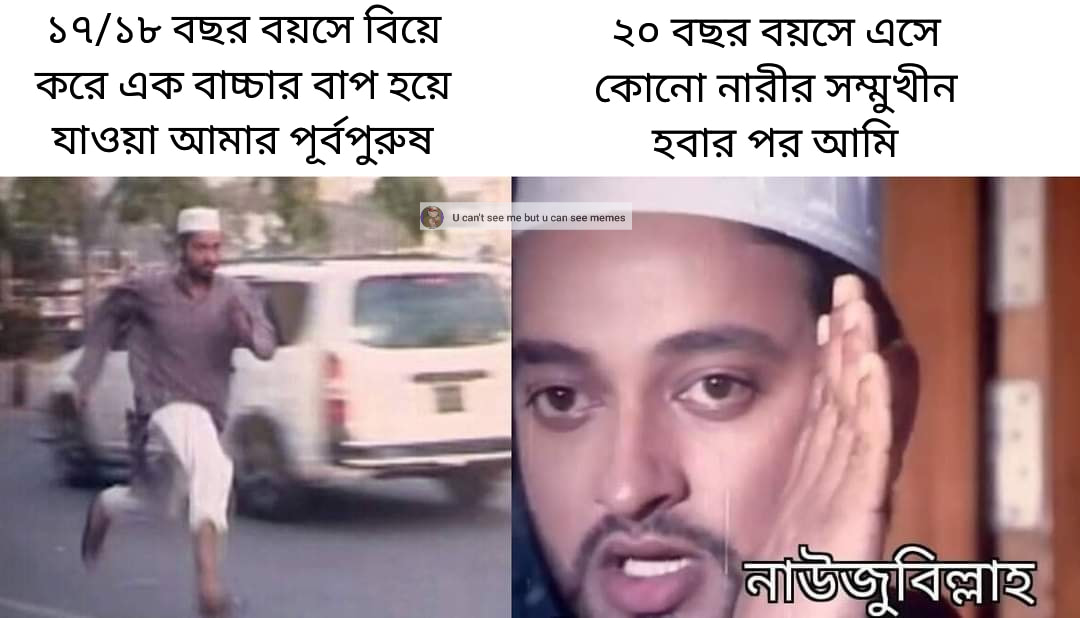 ১৭/১৮ বছর বয়সে বিয়ে
করে এক বাচ্চার বাপ হয়ে
যাওয়া আমার পূর্বপুরুষ
২০ বছর বয়সে এসে
কোনো নারীর সম্মুখীন
হবার পর আমি
U can't see me but u can see memes
নাউজুবিল্লাহ